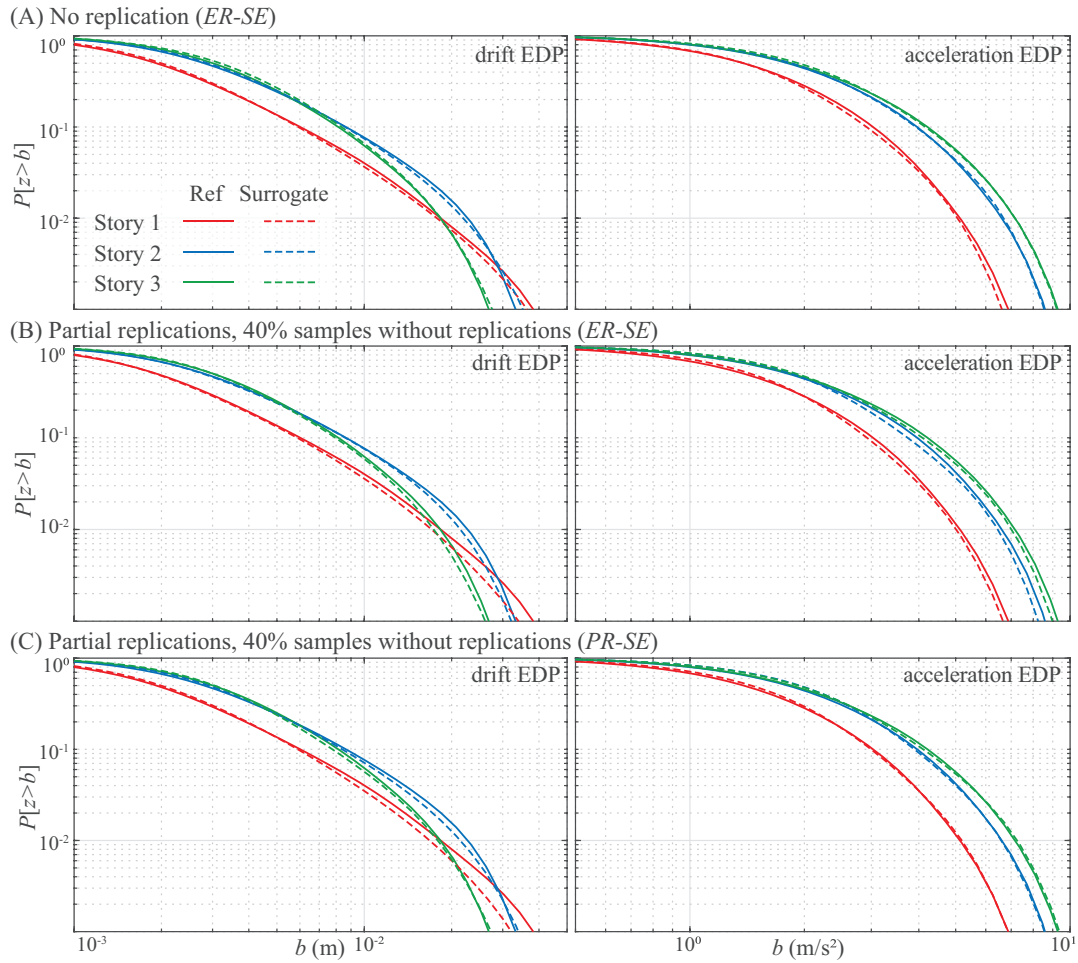 (A) No replication (ER-SE)
drift EDP
acceleration EDP
10⁰
10⁻¹
10⁻²
P[z>b]
Ref Surrogate
Story 1
Story 2
Story 3
(B) Partial replications, 40% samples without replications (ER-SE)
drift EDP
acceleration EDP
10⁰
10⁻¹
10⁻²
P[z>b]
(C) Partial replications, 40% samples without replications (PR-SE)
drift EDP
acceleration EDP
10⁰
10⁻¹
10⁻²
P[z>b]
10⁻³ b (m) 10⁻² 10⁰ b (m/s²) 10¹